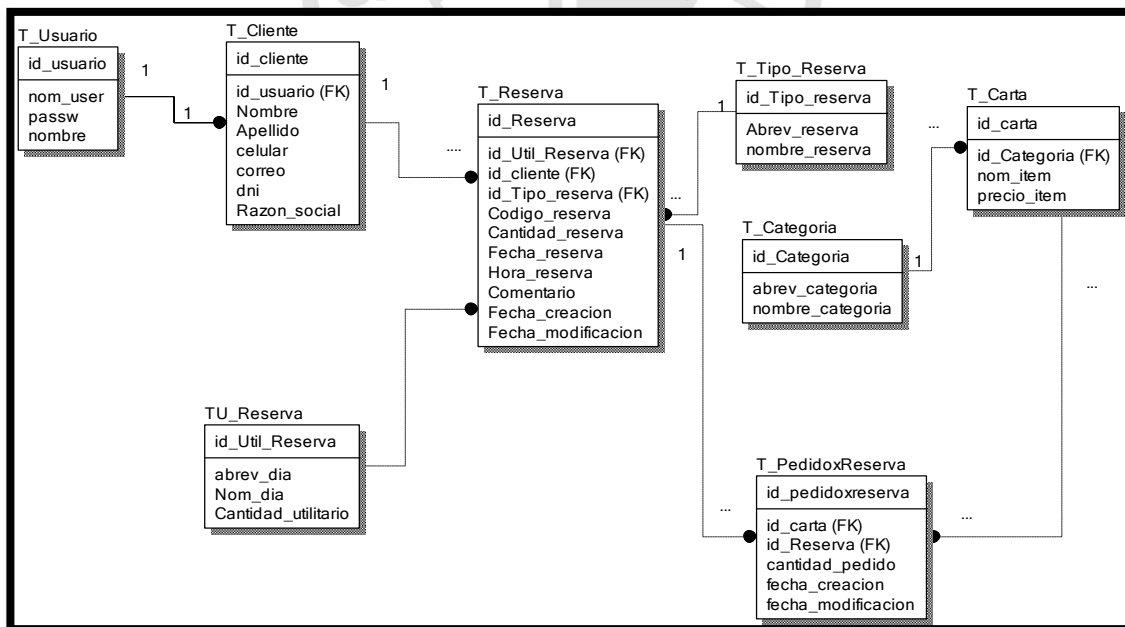 T_Usuario
id_usuario
nom_user
passw
nombre
1
1
T_Cliente
id_cliente
id_usuario (FK)
Nombre
Apellido
celular
correo
dni
Razon_social
1
....
T_Reserva
id_Reserva
id_Util_Reserva (FK)
id_cliente (FK)
id_Tipo_reserva (FK)
Codigo_reserva
Cantidad_reserva
Fecha_reserva
Hora_reserva
Comentario
Fecha_creacion
Fecha_modificacion
...
1
1
T_Tipo_Reserva
id_Tipo_reserva
Abrev_reserva
nombre_reserva
...
T_Carta
id_carta
id_Categoria (FK)
nom_item
precio_item
T_Categoria
id_Categoria
abrev_categoria
nombre_categoria
1
...
TU_Reserva
id_Util_Reserva
abrev_dia
Nom_dia
Cantidad_utilitario
T_PedidoxReserva
id_pedidoxreserva
id_carta (FK)
id_Reserva (FK)
cantidad_pedido
fecha_creacion
fecha_modificacion
...
...